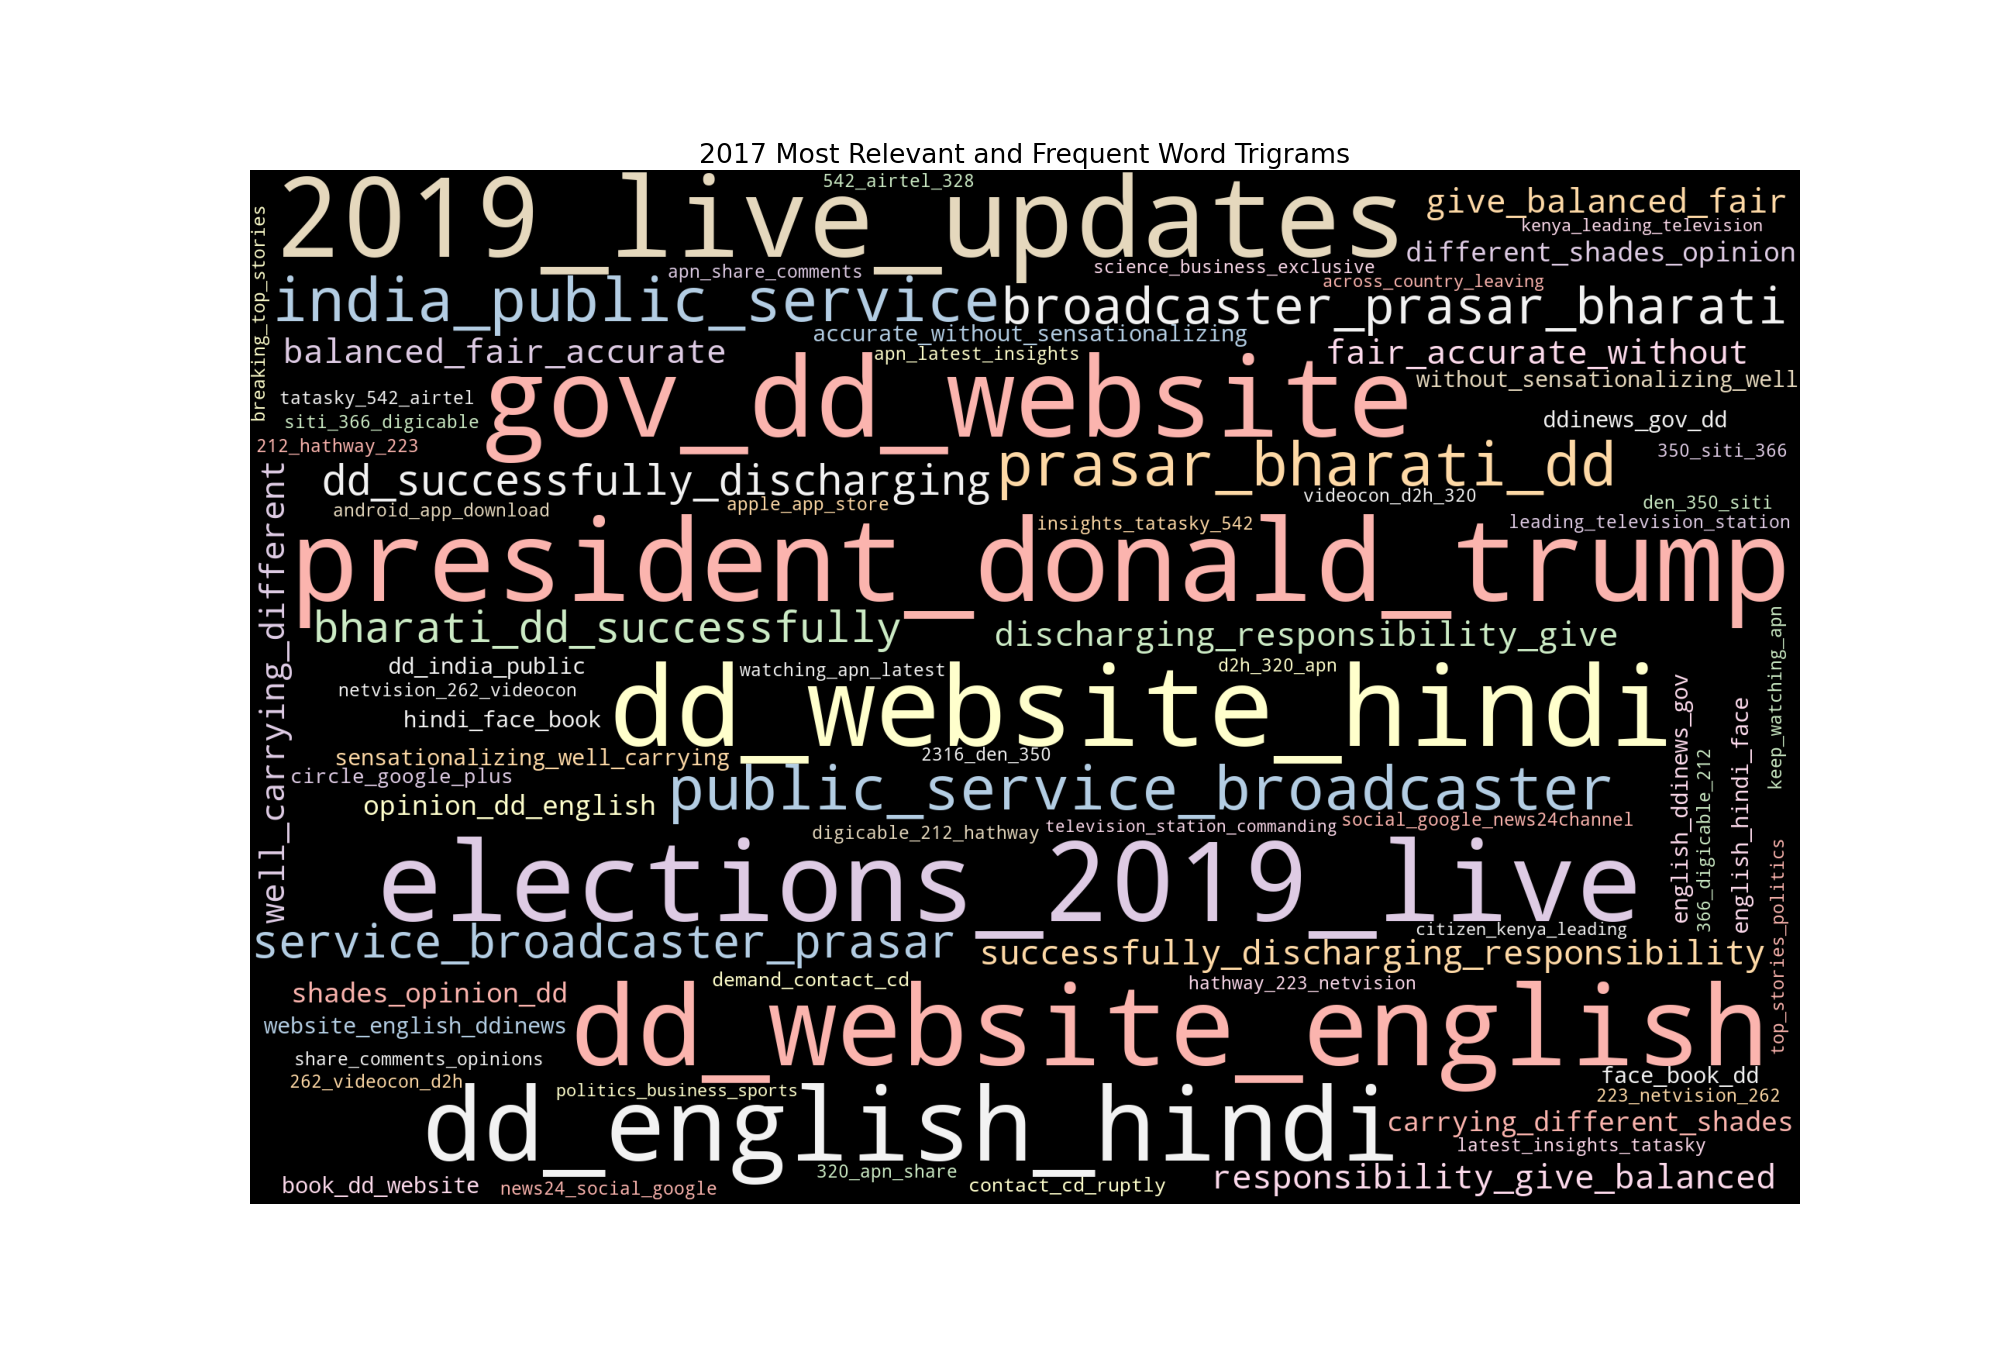 2017 Most Relevant and Frequent Word Trigrams
542_airtel_328
2019_live_updates
give_balanced_fair
kenya_leading_television
different_shades_opinion
breaking_top_stories
apn_share_comments
science_business_exclusive
across_country_leaving
india_public_service
broadcaster_prasar_bharati
accurate_without_sensationalizing
balanced_fair_accurate
apn_latest_insights
fair_accurate_without
gov_dd_website
without_sensationalizing_well
tatasky_542_airtel
siti_366_digicable
ddinews_gov_dd
212_hathway_223
350_siti_366
prasar_bharati_dd
dd_successfully_discharging
videocon_d2h_320
den_350_siti
android_app_download
apple_app_store
insights_tatasky_542
leading_television_station
well_carrying_different
president_donald_trump
bharati_dd_successfully
discharging_responsibility_give
keep_watching_apn
dd_india_public
watching_apn_latest
d2h_320_apn
netvision_262_videocon
dd_website_hindi
hindi_face_book
english_ddinews_gov
english_hindi_face
sensationalizing_well_carrying
2316_den_350
366_digicable_212
circle_google_plus
public_service_broadcaster
opinion_dd_english
digicable_212_hathway
television_station_commanding
social_google_news24channel
elections_2019_live
top_stories_politics
citizen_kenya_leading
service_broadcaster_prasar
successfully_discharging_responsibility
demand_contact_cd
hathway_223_netvision
shades_opinion_dd
website_english_ddinews
dd_website_english
share_comments_opinions
262_videocon_d2h
politics_business_sports
face_book_dd
223_netvision_262
dd_english_hindi
carrying_different_shades
latest_insights_tatasky
320_apn_share
book_dd_website
news24_social_google
contact_cd_ruptly
responsibility_give_balanced